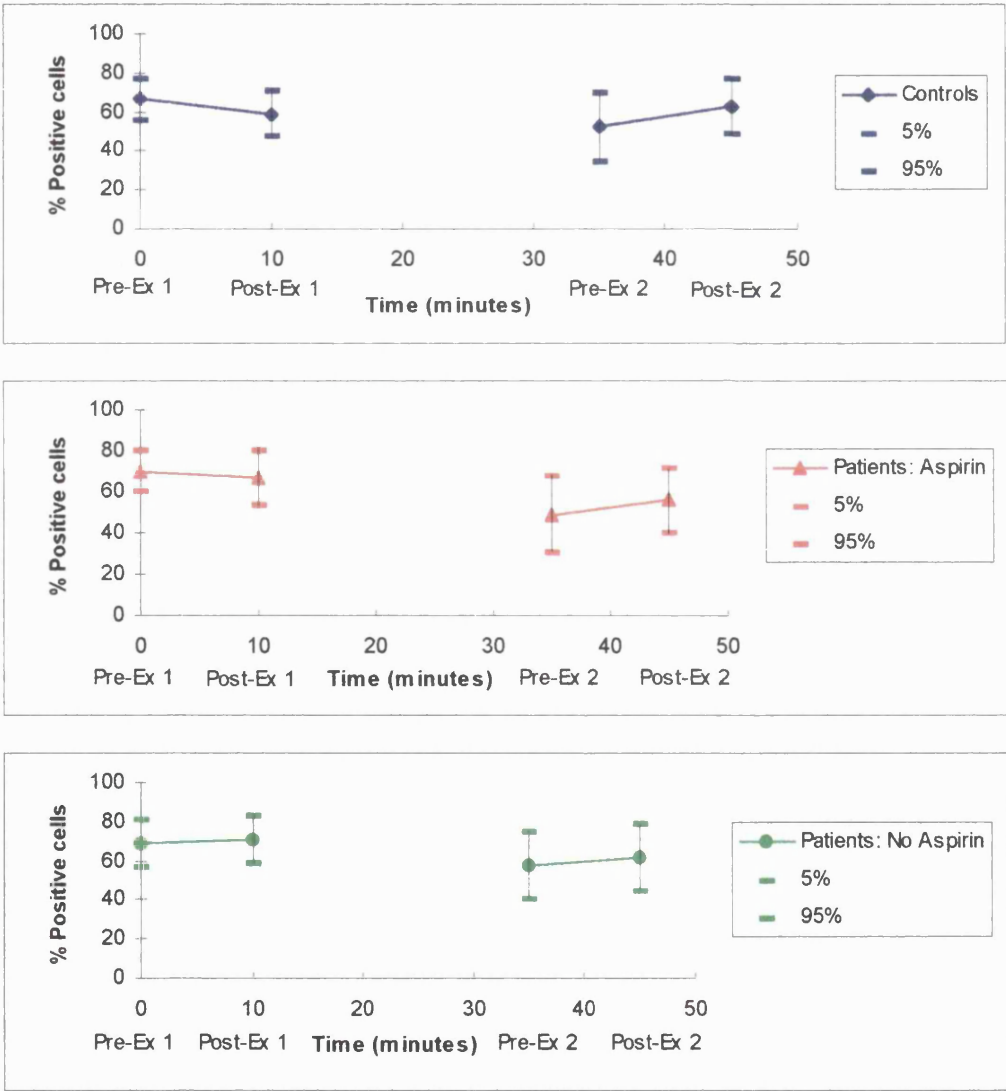 100
80
60
40
20
0
% Positive cells
0 10 20 30 40 50
Pre-Ex 1 Post-Ex 1 Pre-Ex 2 Post-Ex 2
Time (minutes)
Controls
5%
95%
100
80
60
40
20
0
% Positive cells
0 10 20 30 40 50
Pre-Ex 1 Post-Ex 1 Time (minutes) Pre-Ex 2 Post-Ex 2
Patients: Aspirin
5%
95%
100
80
60
40
20
0
% Positive cells
0 10 20 30 40 50
Pre-Ex 1 Post-Ex 1 Time (minutes) Pre-Ex 2 Post-Ex 2
Patients: No Aspirin
5%
95%